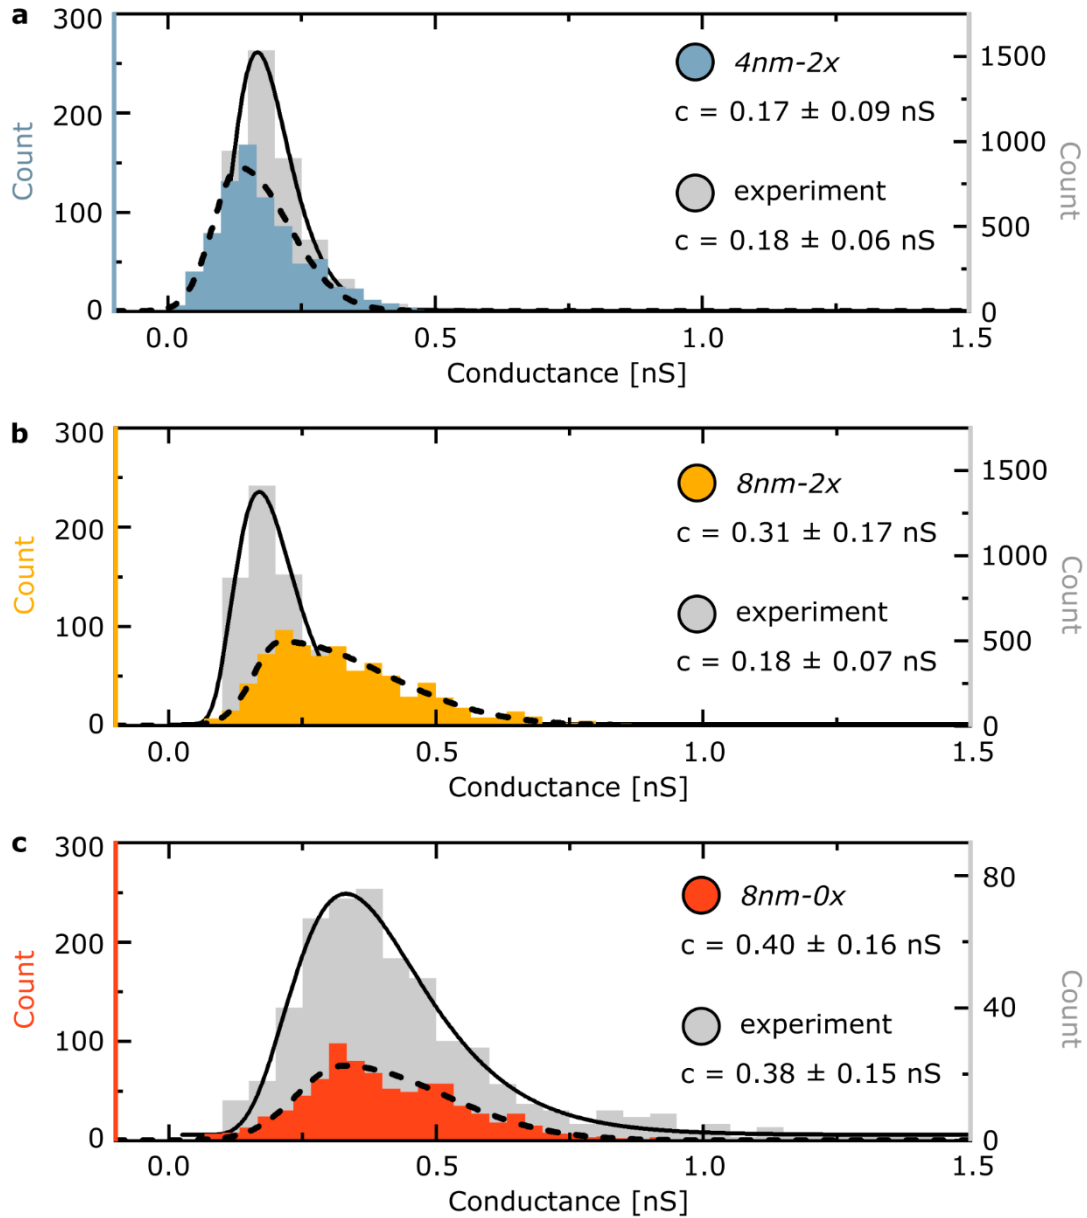 a
300
200
100
0
Count
4nm-2x
c = 0.17 ± 0.09 nS
experiment
c = 0.18 ± 0.06 nS
1500
1000
500
0
Count
0.0 0.5 1.0 1.5
Conductance [nS]
b
300
200
100
0
Count
8nm-2x
c = 0.31 ± 0.17 nS
experiment
c = 0.18 ± 0.07 nS
1500
1000
500
0
Count
0.0 0.5 1.0 1.5
Conductance [nS]
c
300
200
100
0
Count
8nm-0x
c = 0.40 ± 0.16 nS
experiment
c = 0.38 ± 0.15 nS
80
40
0
Count
0.0 0.5 1.0 1.5
Conductance [nS]